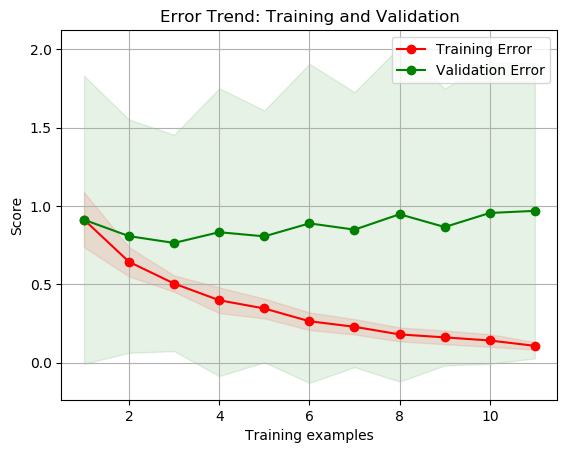 Error Trend: Training and Validation
2.0
1.5
1.0
0.5
0.0
Score
Training Error
Validation Error
2 4 6 8 10
Training examples